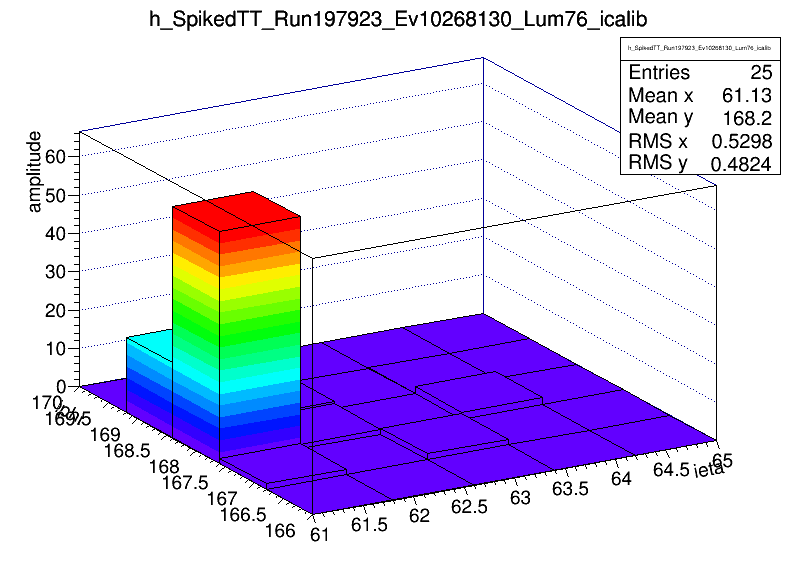 h_SpikedTT_Run197923_Ev10268130_Lum76_icalib
h_SpikedTT_Run197923_Ev10268130_Lum76_icalib
Entries 25
Mean x 61.13
Mean y 168.2
RMS x 0.5298
RMS y 0.4824
amplitude
60
50
40
30
20
10
0
170
169.5
169
168.5
168
167.5
167
166.5
166
61
61.5
62
62.5
63
63.5
64
64.5
65
ieta